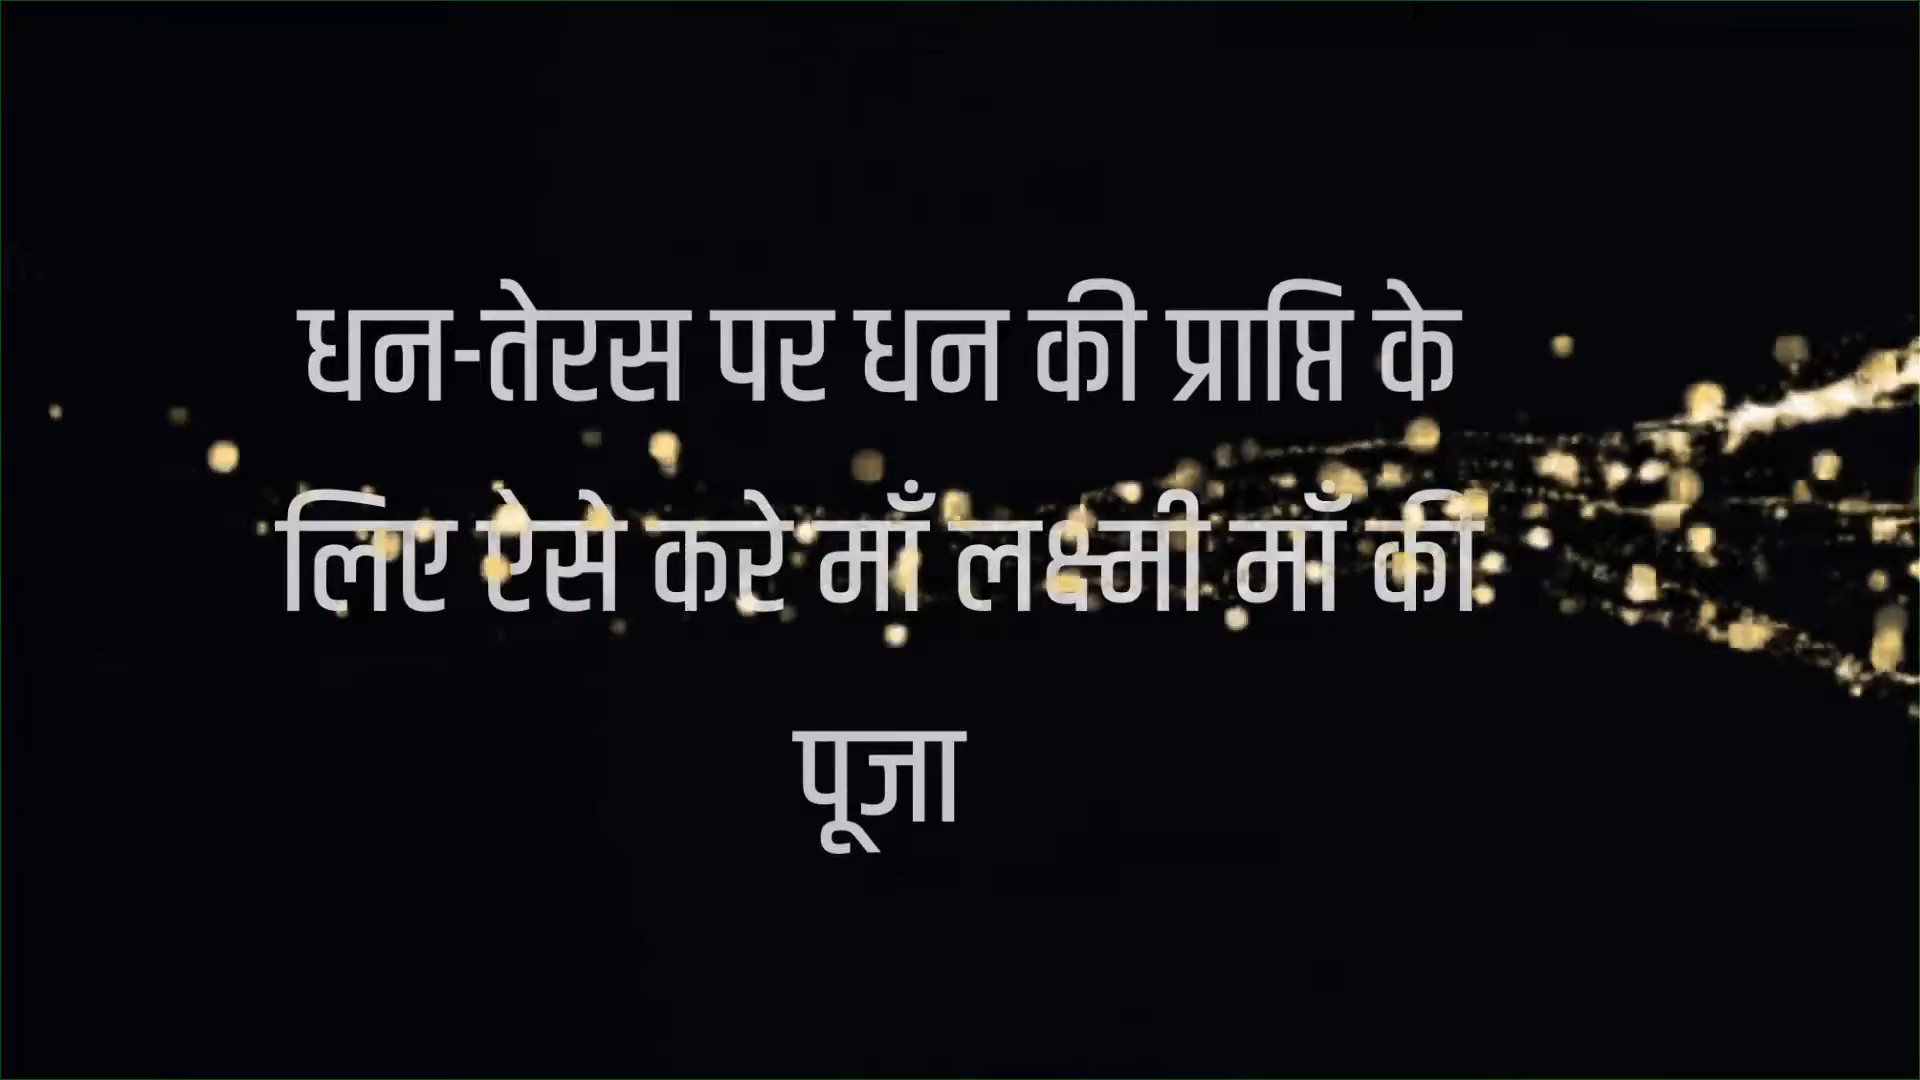 धन-तेरस पर धन की प्राप्ति के
लिए ऐसे करे माँ लक्ष्मी माँ की
पूजा